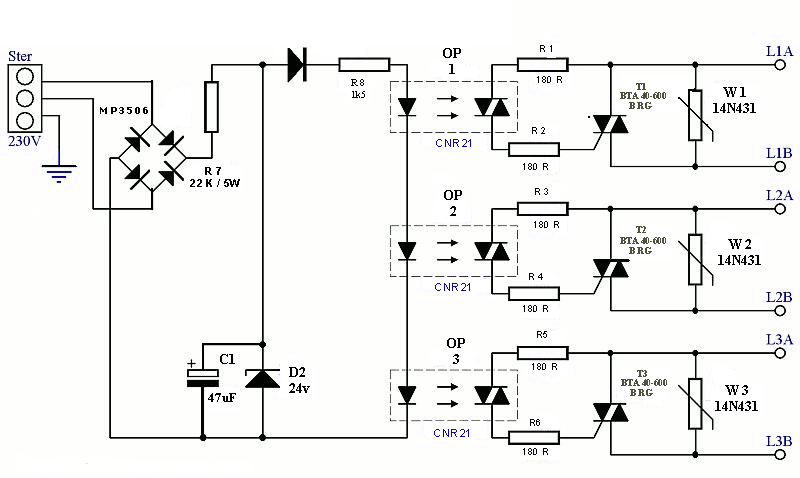 Ster
230V
MP3506
R 7
22 K / 5W
+
C1
47uF
D2
24v
R 8
1k5
OP
1
CNR 21
R 1
180 R
R 2
180 R
T1
BTA 40-600
BRG
W 1
14N431
L1A
L1B
OP
2
CNR 21
R 3
180 R
R 4
180 R
T2
BTA 40-600
BRG
W 2
14N431
L2A
L2B
OP
3
CNR 21
R5
180 R
R6
180 R
T3
BTA 40-600
BRG
W 3
14N431
L3A
L3B